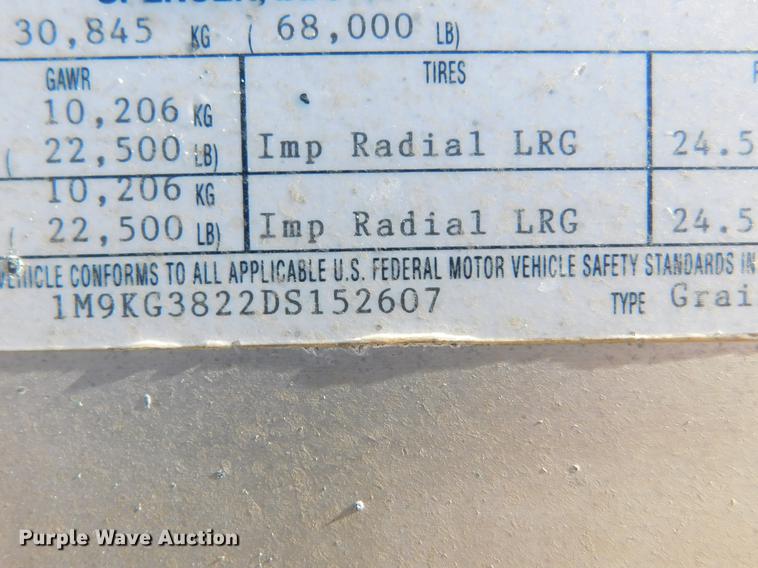 30,845 KG ( 68,000 LB)
GAWR TIRES
10,206 KG
( 22,500 LB) Imp Radial LRG 24.5
10,206 KG
( 22,500 LB) Imp Radial LRG 24.5
VEHICLE CONFORMS TO ALL APPLICABLE U.S. FEDERAL MOTOR VEHICLE SAFETY STANDARDS IN
1M9KG3822DS152607 TYPE Grai
Purple Wave Auction